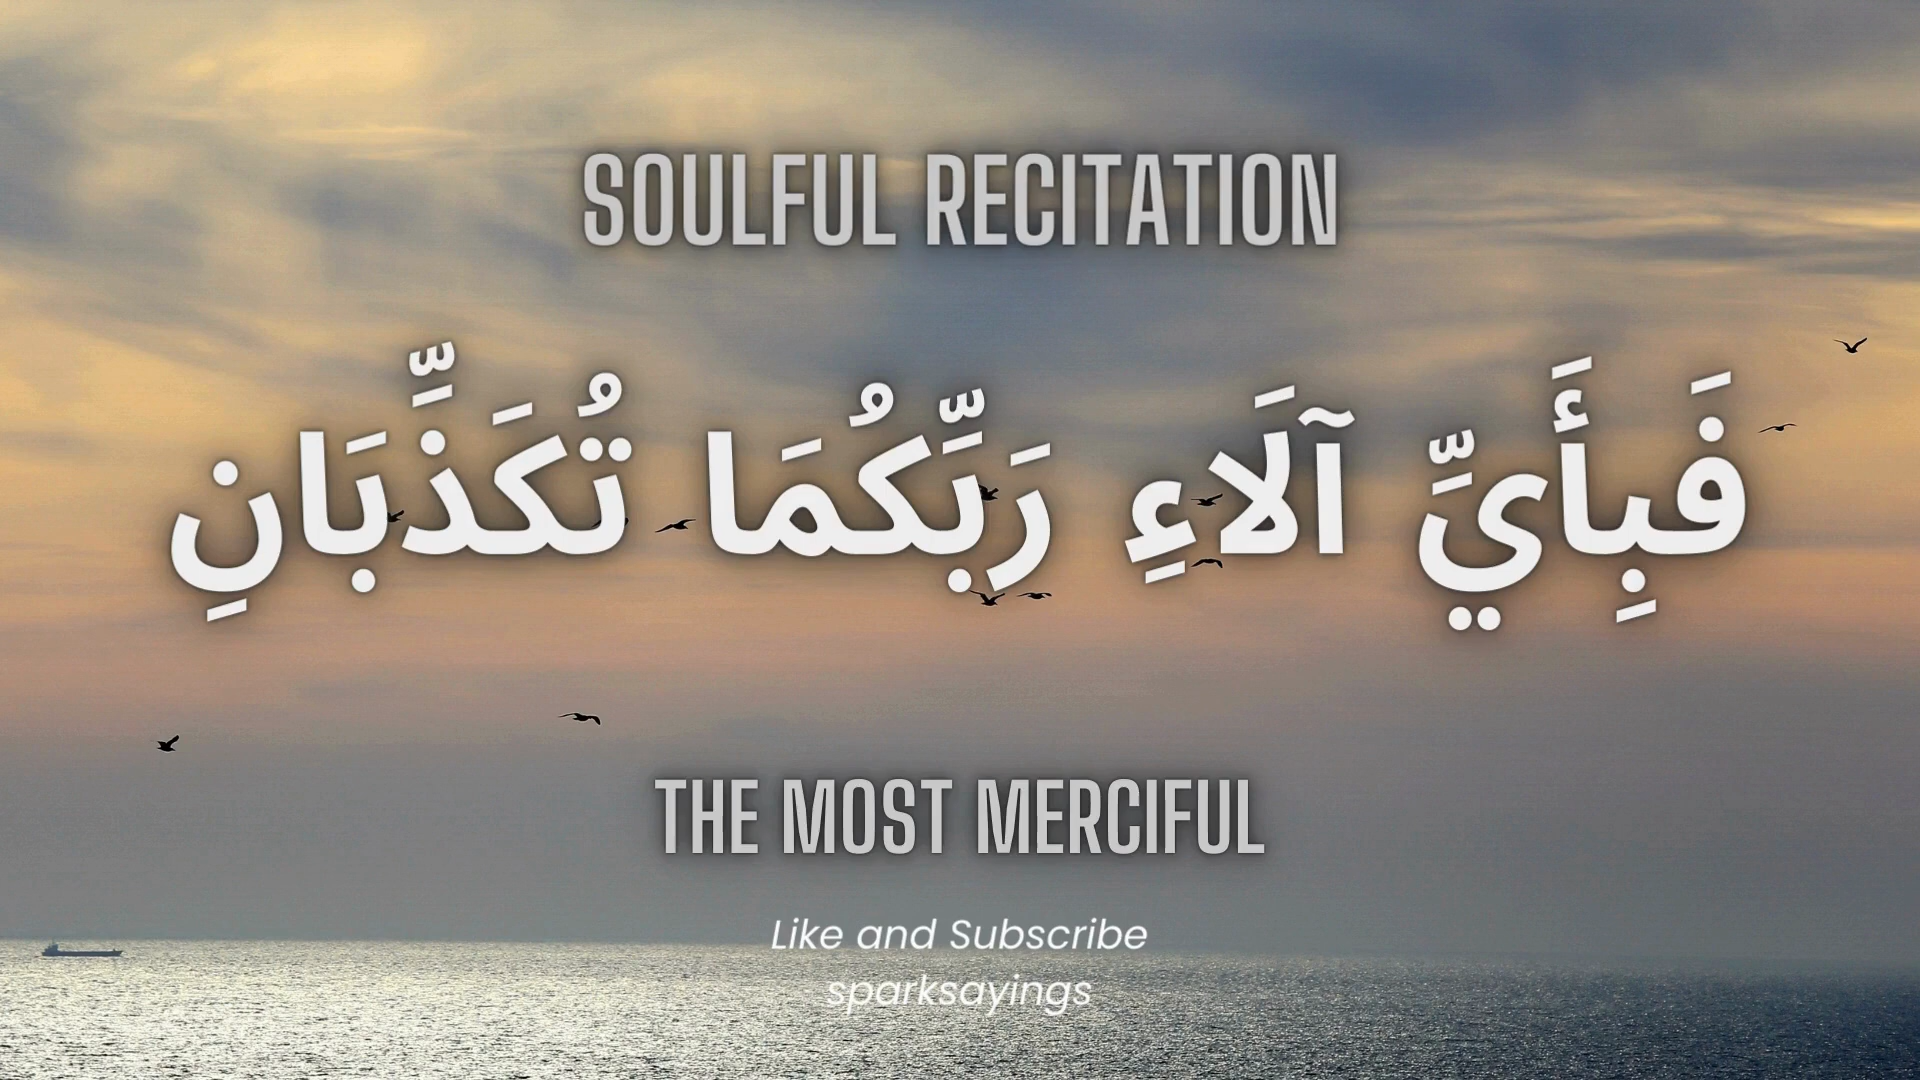 SOULFUL RECITATION
فَبِأَيِّ آلَاءِ رَبِّكُمَا تُكَذِّبَانِ
THE MOST MERCIFUL
Like and Subscribe
sparksayings